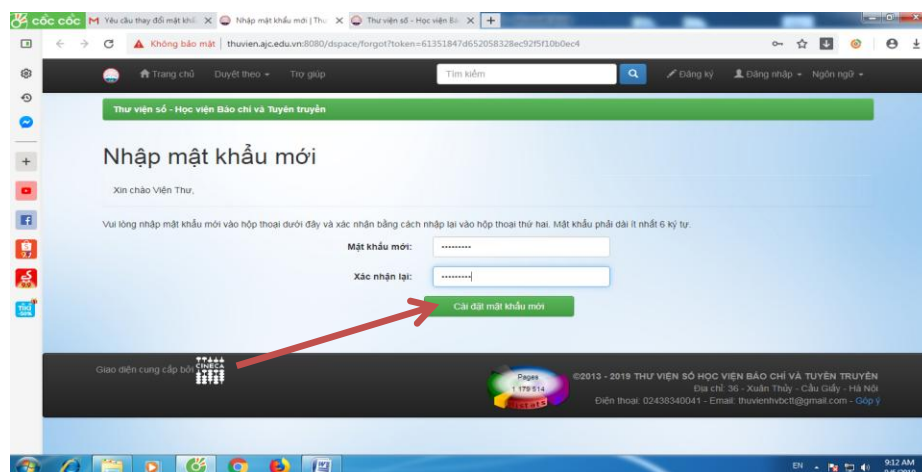 cốc cốc
Yêu cầu thay đổi mật khẩ
Nhập mật khẩu mới | Thư
Thư viện số - Học viện Bá
Không bảo mật | thuvien.ajc.edu.vn:8080/dspace/forgot?token=61351847d652058328ec92f5f10b0ec4
Trang chủ Duyệt theo Trợ giúp Tìm kiếm Đăng ký Đăng nhập Ngôn ngữ
Thư viện số - Học viện Báo chí và Tuyên truyền
Nhập mật khẩu mới
Xin chào Viện Thư,
Vui lòng nhập mật khẩu mới vào hộp thoại dưới đây và xác nhận bằng cách nhập lại vào hộp thoại thứ hai. Mật khẩu phải dài ít nhất 6 ký tự.
Mật khẩu mới:
Xác nhận lại:
Cài đặt mật khẩu mới
Giao diện cung cấp bởi CINECA
Pages
1 179 514
©2013 - 2019 THƯ VIỆN SỐ HỌC VIỆN BÁO CHÍ VÀ TUYÊN TRUYỀN
Địa chỉ: 36 - Xuân Thủy - Cầu Giấy - Hà Nội
Điện thoại: 02438340041 - Email: thuvienhvbctt@gmail.com - Góp ý
EN
9:12 AM